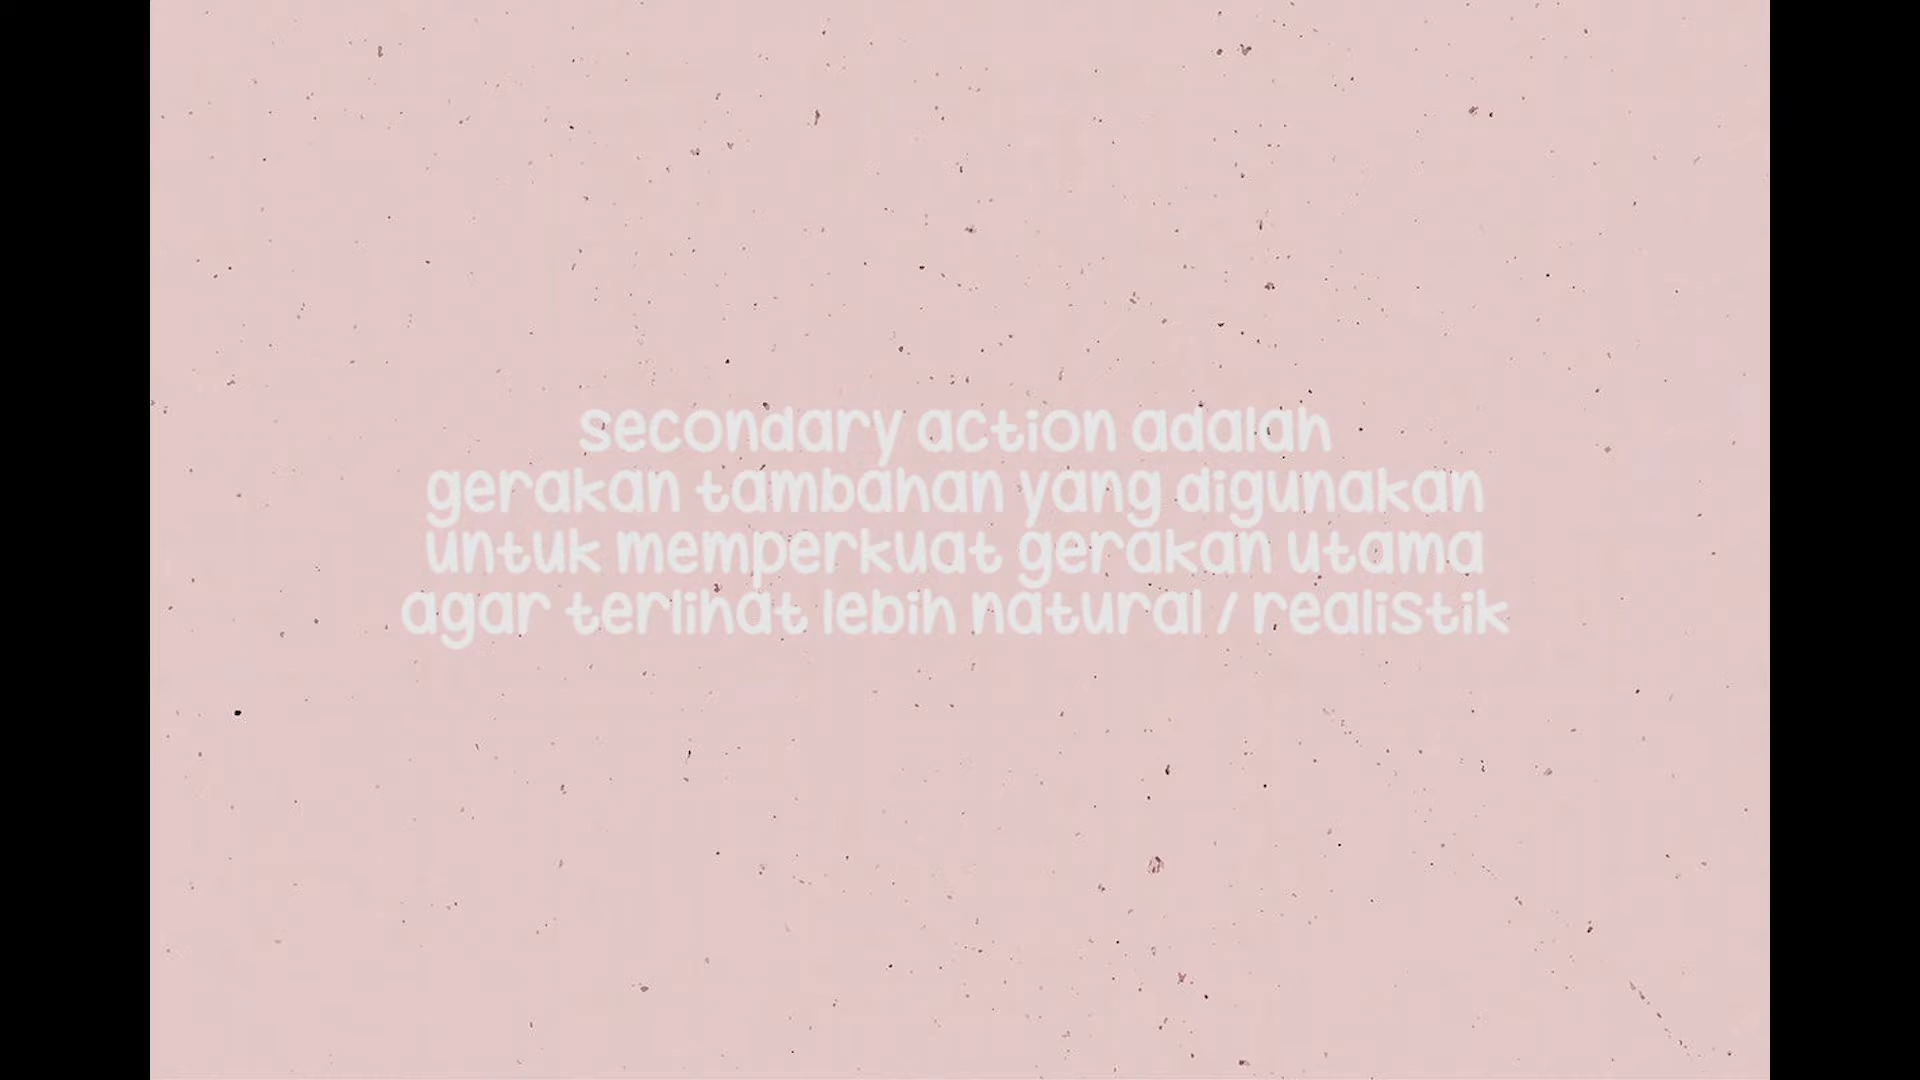 secondary action adalah
gerakan tambahan yang digunakan
untuk memperkuat gerakan utama
agar terlihat lebih natural / realistik